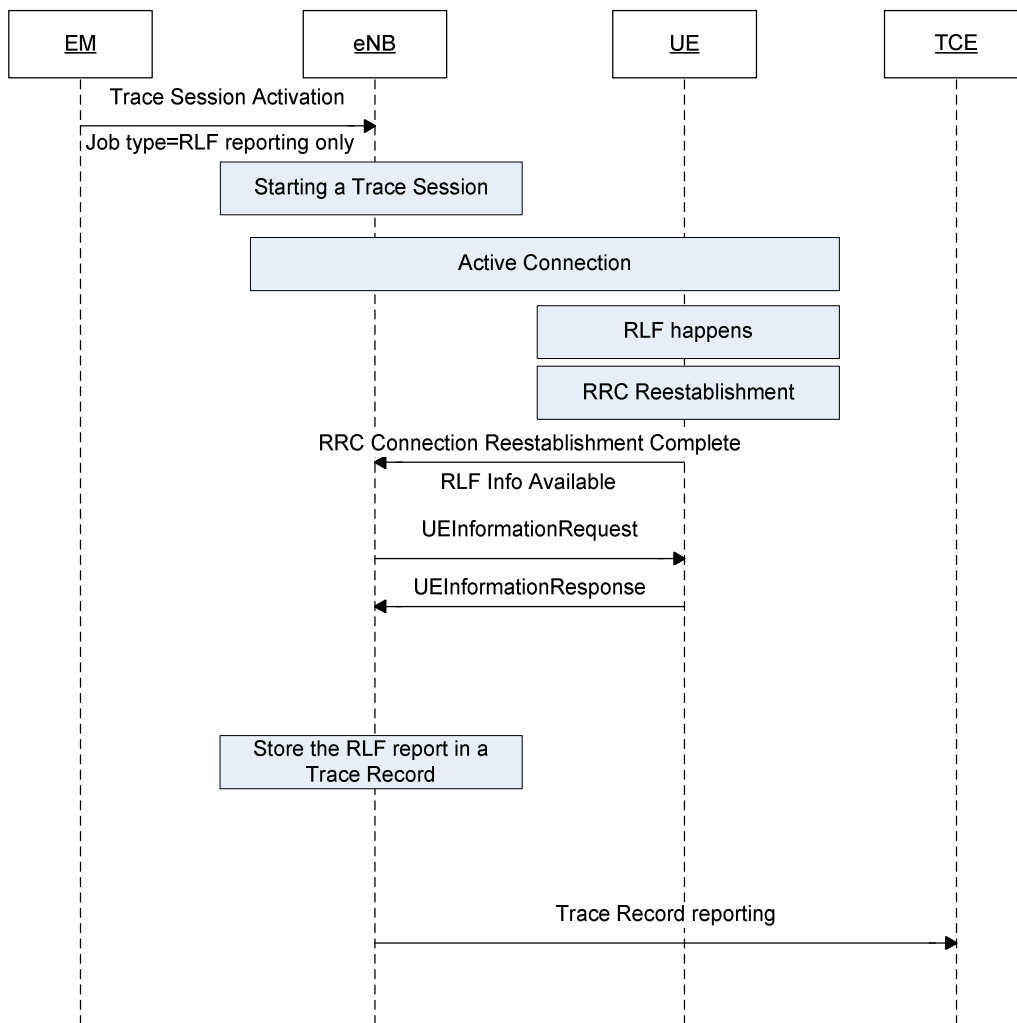 EM
eNB
UE
TCE
Trace Session Activation
Job type=RLF reporting only
Starting a Trace Session
Active Connection
RLF happens
RRC Reestablishment
RRC Connection Reestablishment Complete
RLF Info Available
UEInformationRequest
UEInformationResponse
Store the RLF report in a
Trace Record
Trace Record reporting